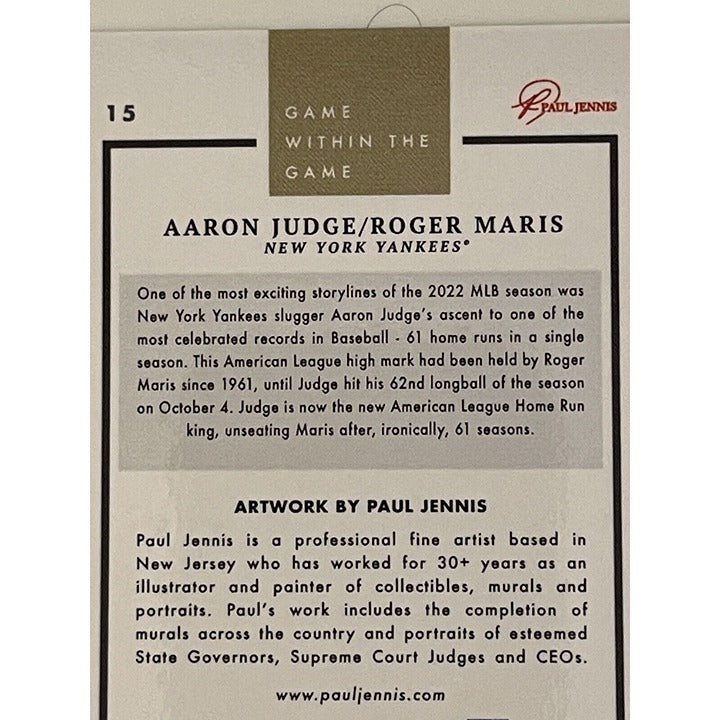 15
GAME
WITHIN THE
GAME
PAUL JENNIS
AARON JUDGE/ROGER MARIS
NEW YORK YANKEES®
One of the most exciting storylines of the 2022 MLB season was
New York Yankees slugger Aaron Judge's ascent to one of the
most celebrated records in Baseball - 61 home runs in a single
season. This American League high mark had been held by Roger
Maris since 1961, until Judge hit his 62nd longball of the season
on October 4. Judge is now the new American League Home Run
king, unseating Maris after, ironically, 61 seasons.
ARTWORK BY PAUL JENNIS
Paul Jennis is a professional fine artist based in
New Jersey who has worked for 30+ years as an
illustrator and painter of collectibles, murals and
portraits. Paul's work includes the completion of
murals across the country and portraits of esteemed
State Governors, Supreme Court Judges and CEOs.
www.pauljennis.com